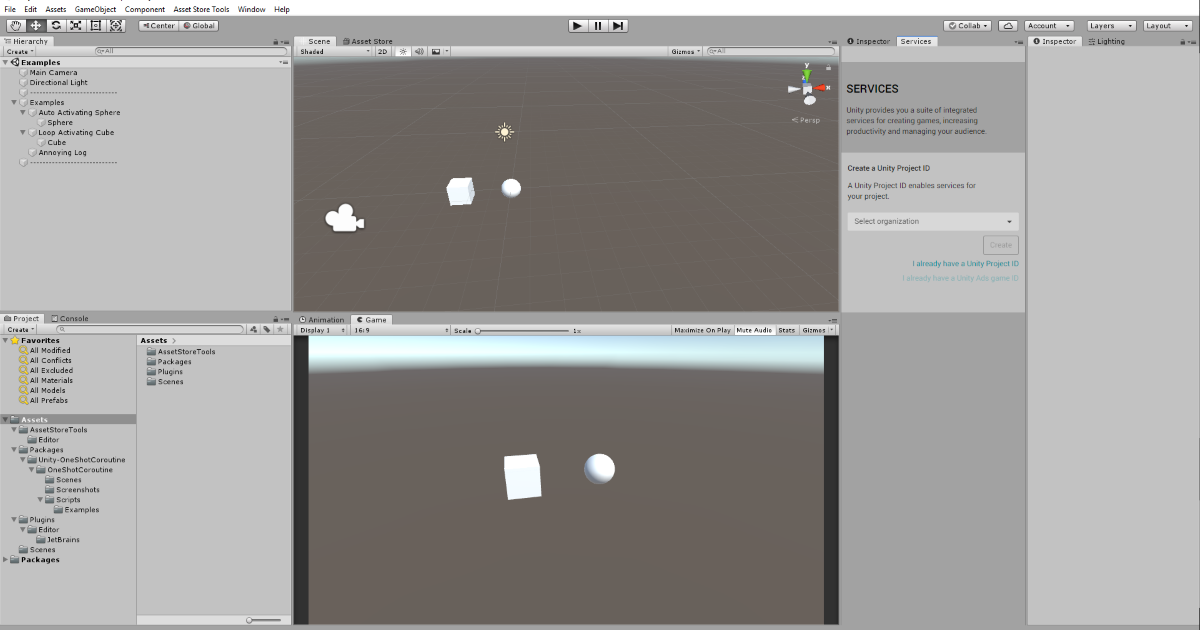 File Edit Assets GameObject Component Asset Store Tools Window Help
Center Global Collab Account Layers Layout
Hierarchy
Create All
Examples
Main Camera
Directional Light
--------------------------
Examples
Auto Activating Sphere
Sphere
Loop Activating Cube
Cube
Annoying Log
--------------------------
Scene Asset Store
Shaded 2D Gizmos All
y
x
Persp
Inspector Services
SERVICES
Unity provides you a suite of integrated
services for creating games, increasing
productivity and managing your audience.
Create a Unity Project ID
A Unity Project ID enables services for
your project.
Select organization
Create
I already have a Unity Project ID
I already have a Unity Ads game ID
Inspector Lighting
Project Console
Create
Favorites
All Modified
All Conflicts
All Excluded
All Materials
All Models
All Prefabs
Assets
AssetStoreTools
Editor
Packages
Unity-OneShotCoroutine
OneShotCoroutine
Scenes
Screenshots
Scripts
Examples
Plugins
Editor
JetBrains
Scenes
Packages
Assets
AssetStoreTools
Packages
Plugins
Scenes
Animation Game
Display 1 16:9 Scale 1x Maximize On Play Mute Audio Stats Gizmos